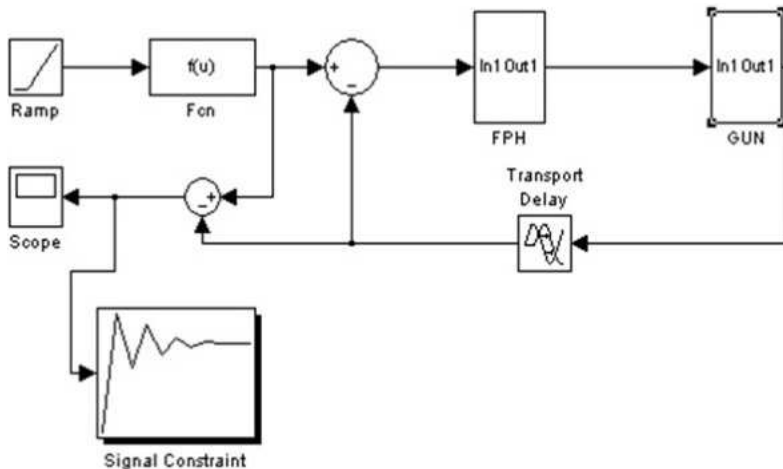 Ramp
f(u)
Fcn
+
−
In1 Out1
FPH
In1 Out1
GUN
Transport
Delay
Scope
− +
Signal Constraint